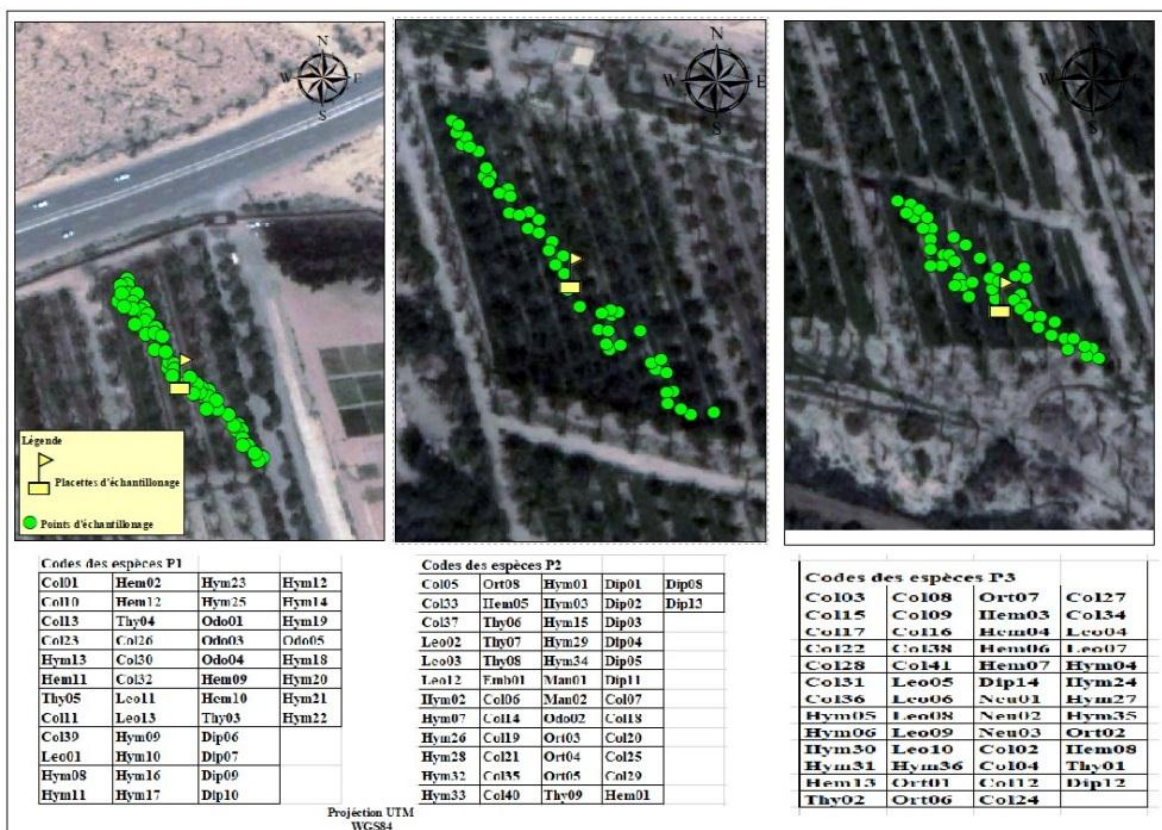 N
W E
S
N
W E
S
N
W E
S
Légende
Placettes d'échantillonage
Points d'échantillonage
Codes des espèces P1
Col01 Hem02 Hym23 Hym12
Col10 Hem12 Hym25 Hym14
Col13 Thy04 Odo01 Hym19
Col23 Col26 Odo03 Odo05
Hym13 Col30 Odo04 Hym18
Hem11 Col32 Hem09 Hym20
Thy05 Leo11 Hem10 Hym21
Col11 Leo13 Thy03 Hym22
Col39 Hym09 Dip06
Leo01 Hym10 Dip07
Hym08 Hym16 Dip09
Hym11 Hym17 Dip10
Codes des espèces P2
Col05 Ort08 Hym01 Dip01 Dip08
Col33 Hem05 Hym03 Dip02 Dip13
Col37 Thy06 Hym15 Dip03
Leo02 Thy07 Hym29 Dip04
Leo03 Thy08 Hym34 Dip05
Leo12 Emb01 Man01 Dip11
Hym02 Col06 Man02 Col07
Hym07 Col14 Odo02 Col18
Hym26 Col19 Ort03 Col20
Hym28 Col21 Ort04 Col25
Hym32 Col35 Ort05 Col29
Hym33 Col40 Thy09 Hem01
Codes des espèces P3
Col03 Col08 Ort07 Col27
Col15 Col09 Hem03 Col34
Col17 Col16 Hem04 Leo04
Col22 Col38 Hem06 Leo07
Col28 Col41 Hem07 Hym04
Col31 Leo05 Dip14 Hym24
Col36 Leo06 Neu01 Hym27
Hym05 Leo08 Neu02 Hym35
Hym06 Leo09 Neu03 Ort02
Hym30 Leo10 Col02 Hem08
Hym31 Hym36 Col04 Thy01
Hem13 Ort01 Col12 Dip12
Thy02 Ort06 Col24
Projéction UTM
WGS84